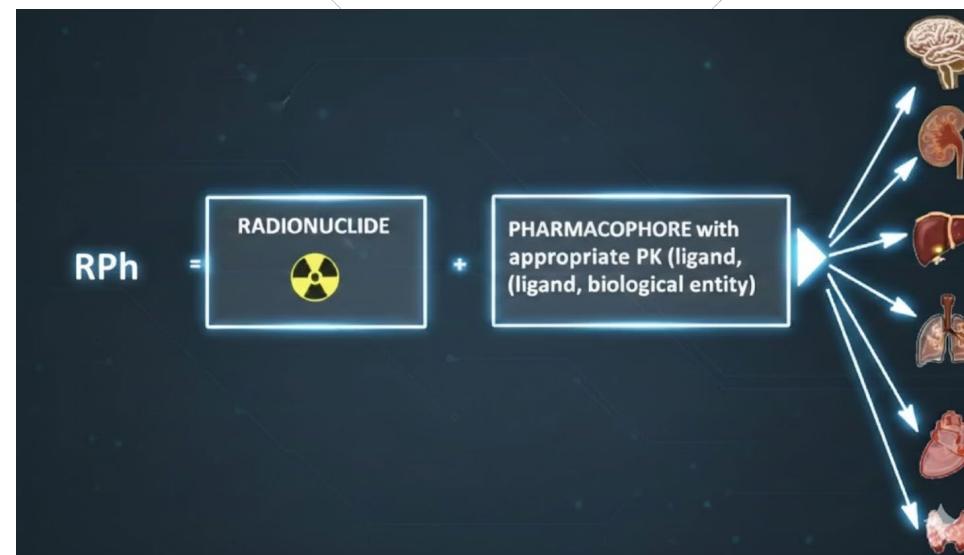 RPh
=
RADIONUCLIDE
+
PHARMACOPHORE with
appropriate PK (ligand,
(ligand, biological entity)